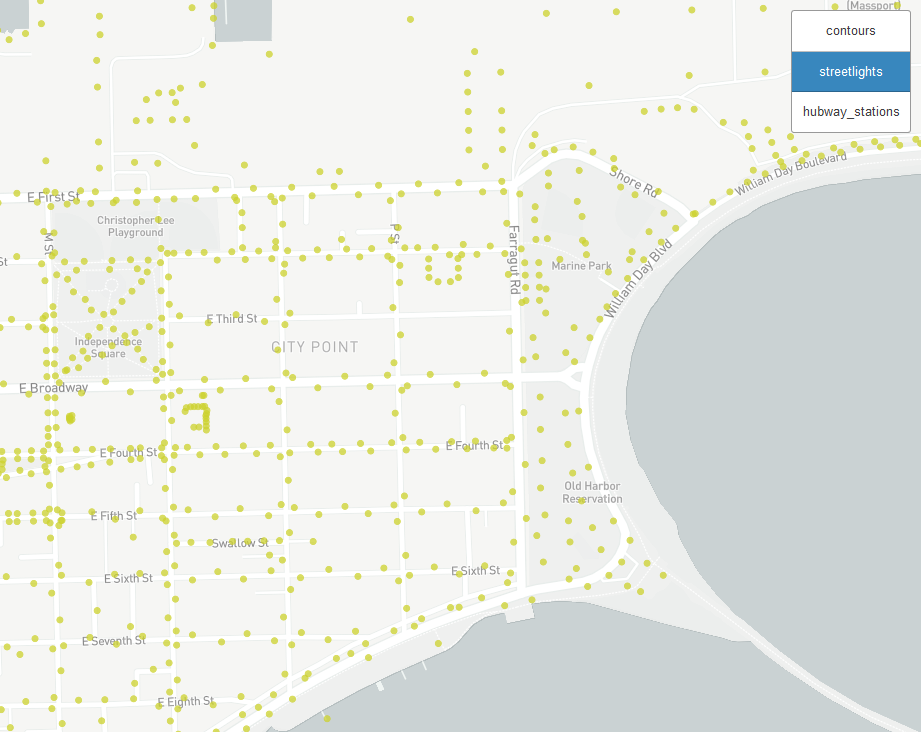 (Massport
contours
streetlights
hubway_stations
William Day Boulevard
Shore Rd
E First St
Christopher Lee
Playground
M St
P St
Farragut Rd
St
Marine Park
William Day Blvd
E Third St
CITY POINT
Independence
Square
E Broadway
E Fourth St
E Fourth St
Old Harbor
Reservation
E Fifth St
Swallow St
E Sixth St
E Sixth St
E Seventh St
E Eighth St